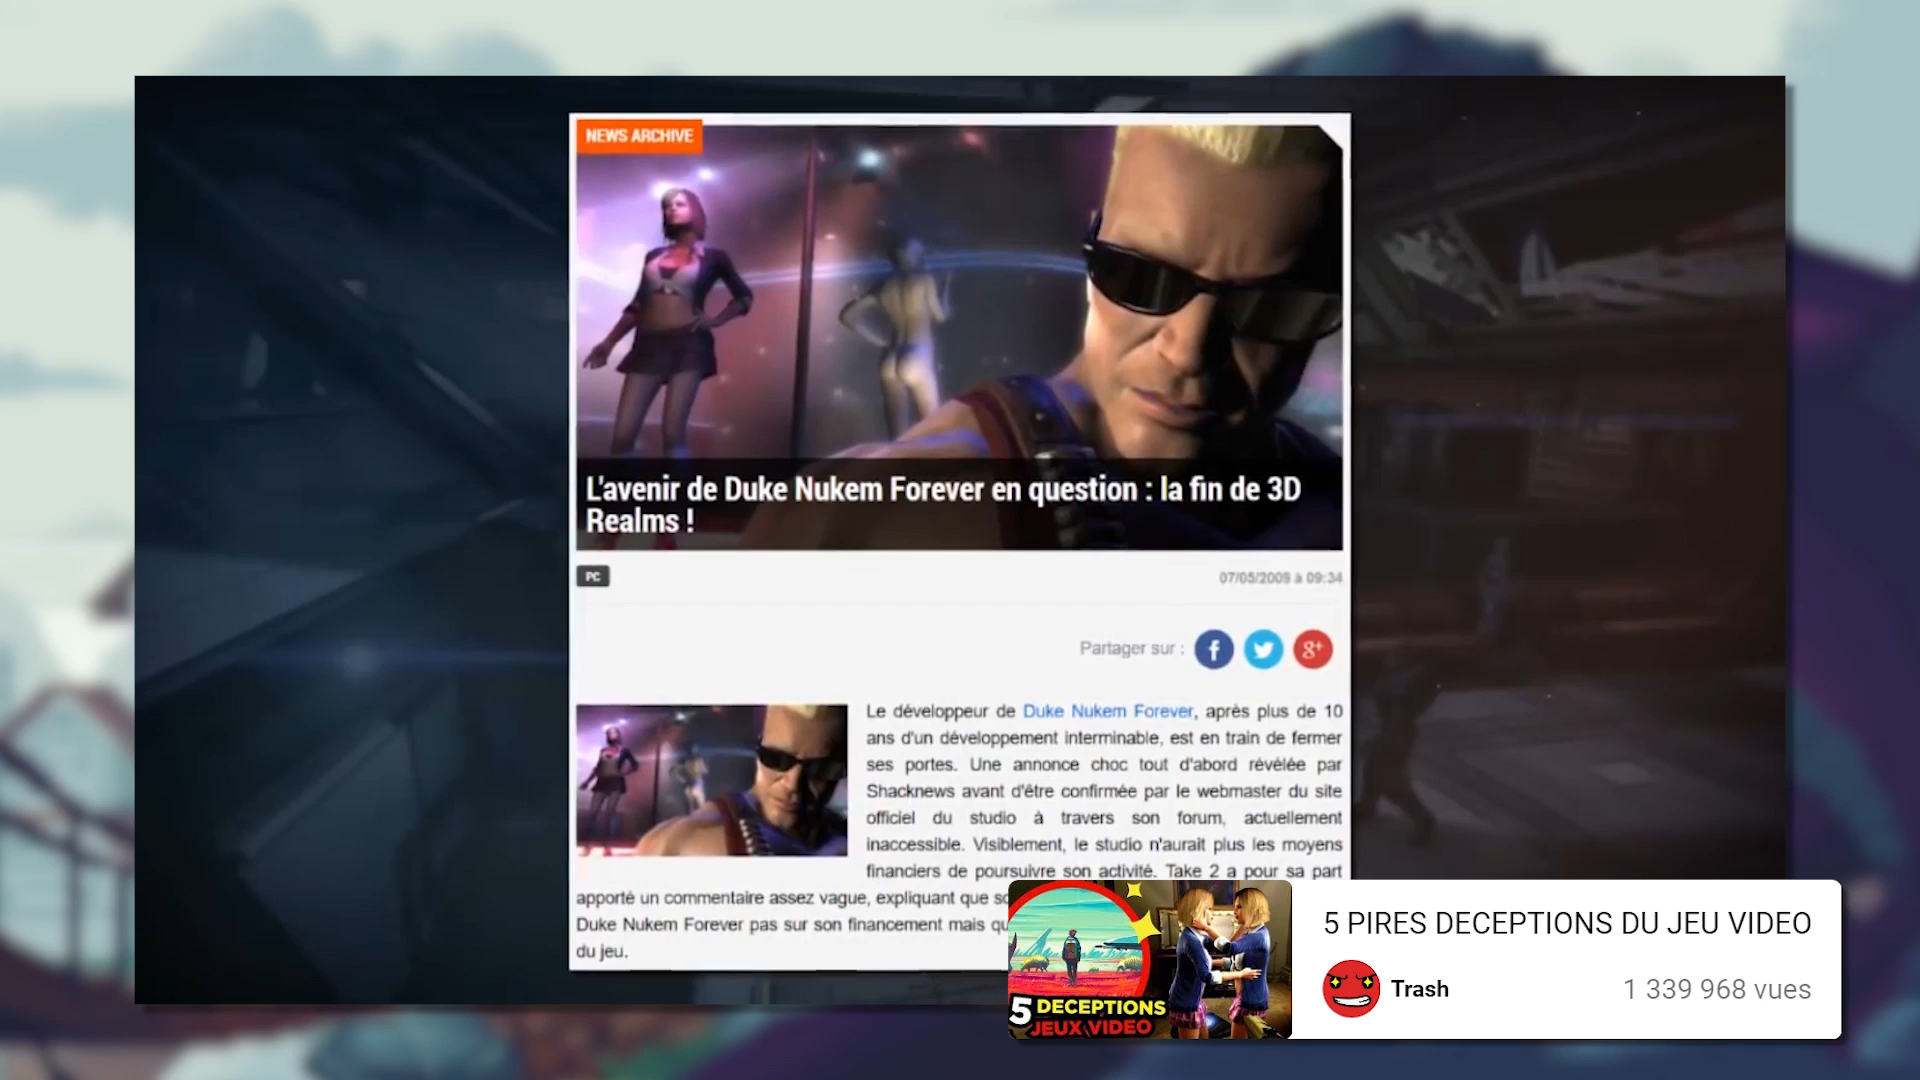 NEWS ARCHIVE
L'avenir de Duke Nukem Forever en question : la fin de 3D
Realms !
PC
07/05/2009 à 09:34
Partager sur :
Le développeur de Duke Nukem Forever, après plus de 10
ans d'un développement interminable, est en train de fermer
ses portes. Une annonce choc tout d'abord révélée par
Shacknews avant d'être confirmée par le webmaster du site
officiel du studio à travers son forum, actuellement
inaccessible. Visiblement, le studio n'aurait plus les moyens
financiers de poursuivre son activité. Take 2 a pour sa part
apporté un commentaire assez vague, expliquant que
Duke Nukem Forever pas sur son financement mais
du jeu.
5 DECEPTIONS
JEUX VIDEO
5 PIRES DECEPTIONS DU JEU VIDEO
Trash
1 339 968 vues